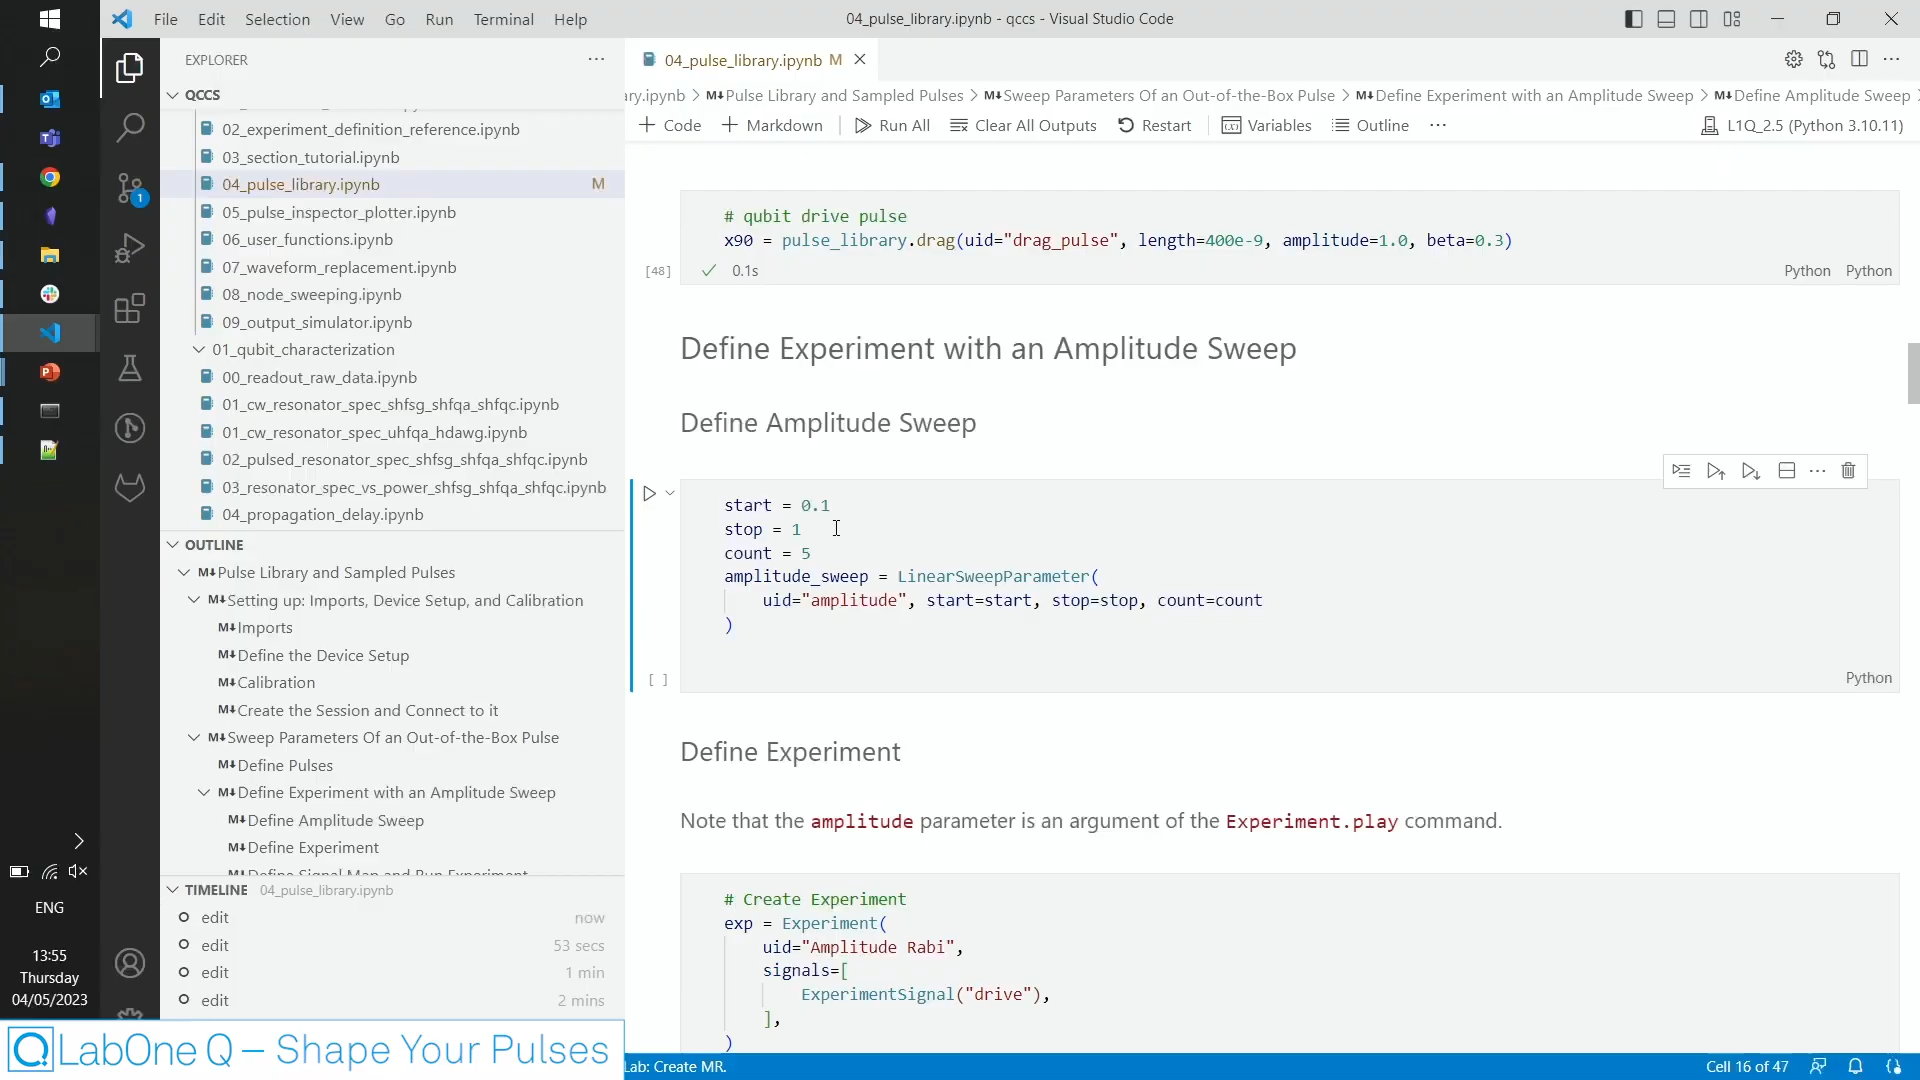 File Edit Selection View Go Run Terminal Help
04_pulse_library.ipynb - qccs - Visual Studio Code
EXPLORER
QCCS
02_experiment_definition_reference.ipynb
03_section_tutorial.ipynb
04_pulse_library.ipynb M
05_pulse_inspector_plotter.ipynb
06_user_functions.ipynb
07_waveform_replacement.ipynb
08_node_sweeping.ipynb
09_output_simulator.ipynb
01_qubit_characterization
00_readout_raw_data.ipynb
01_cw_resonator_spec_shfsg_shfqa_shfqc.ipynb
01_cw_resonator_spec_uhfqa_hdawg.ipynb
02_pulsed_resonator_spec_shfsg_shfqa_shfqc.ipynb
03_resonator_spec_vs_power_shfsg_shfqa_shfqc.ipynb
04_propagation_delay.ipynb
OUTLINE
M↓Pulse Library and Sampled Pulses
M↓Setting up: Imports, Device Setup, and Calibration
M↓Imports
M↓Define the Device Setup
M↓Calibration
M↓Create the Session and Connect to it
M↓Sweep Parameters Of an Out-of-the-Box Pulse
M↓Define Pulses
M↓Define Experiment with an Amplitude Sweep
M↓Define Amplitude Sweep
M↓Define Experiment
M↓Define Signal Map and Run Experiment
TIMELINE 04_pulse_library.ipynb
edit now
edit 53 secs
edit 1 min
edit 2 mins
1
ENG
13:55
Thursday
04/05/2023
LabOne Q – Shape Your Pulses
04_pulse_library.ipynb M
ry.ipynb > M↓Pulse Library and Sampled Pulses > M↓Sweep Parameters Of an Out-of-the-Box Pulse > M↓Define Experiment with an Amplitude Sweep > M↓Define Amplitude Sweep
+ Code + Markdown Run All Clear All Outputs Restart Variables Outline ··· L1Q_2.5 (Python 3.10.11)
# qubit drive pulse
x90 = pulse_library.drag(uid="drag_pulse", length=400e-9, amplitude=1.0, beta=0.3)
[48] ✓ 0.1s Python Python
Define Experiment with an Amplitude Sweep
Define Amplitude Sweep
start = 0.1
stop = 1
count = 5
amplitude_sweep = LinearSweepParameter(
uid="amplitude", start=start, stop=stop, count=count
)
[ ] Python
Define Experiment
Note that the amplitude parameter is an argument of the Experiment.play command.
# Create Experiment
exp = Experiment(
uid="Amplitude Rabi",
signals=[
ExperimentSignal("drive"),
],
)
Lab: Create MR. Cell 16 of 47